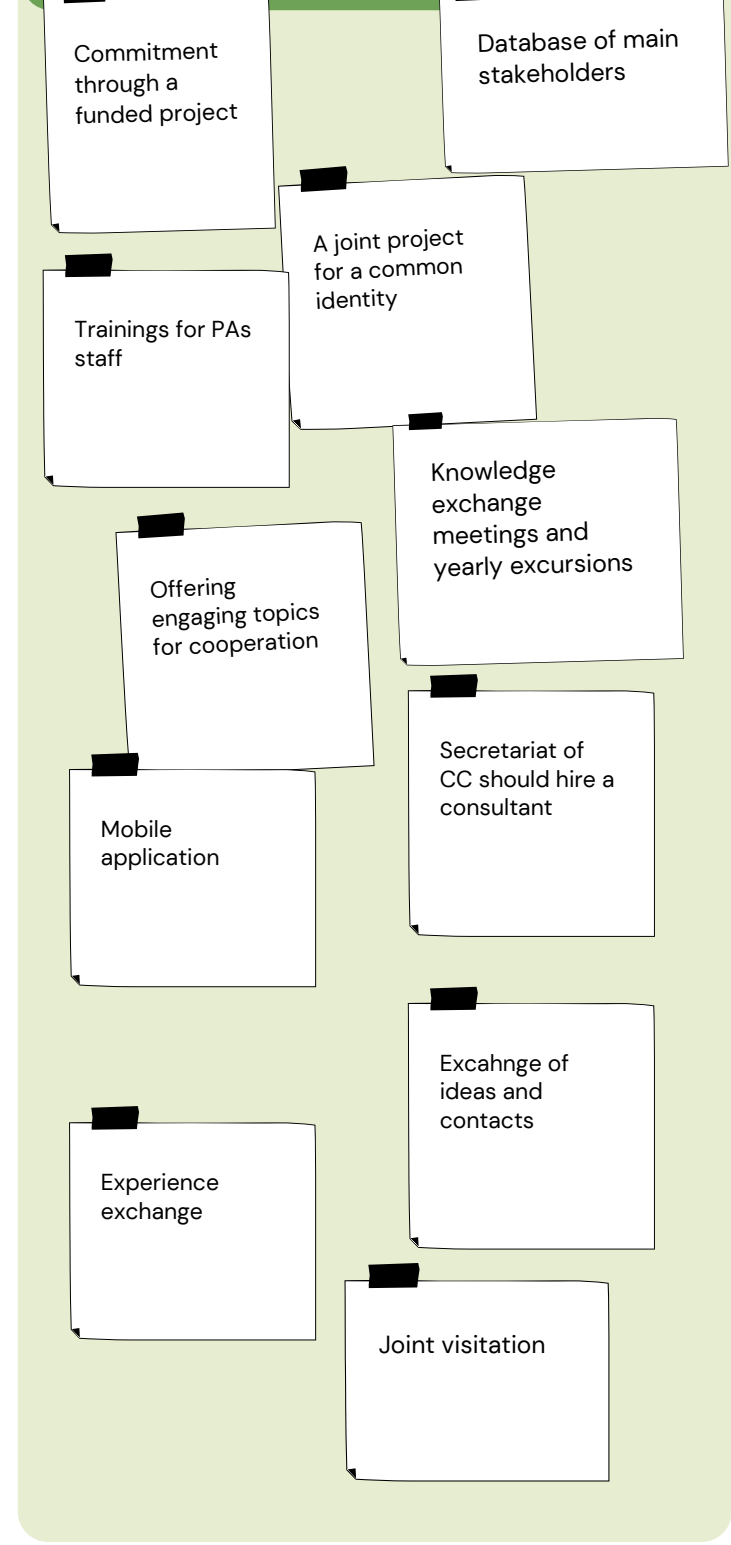 Commitment
through a
funded project
Database of main
stakeholders
A joint project
for a common
identity
Trainings for PAs
staff
Knowledge
exchange
meetings and
yearly excursions
Offering
engaging topics
for cooperation
Secretariat of
CC should hire a
consultant
Mobile
application
Excahnge of
ideas and
contacts
Experience
exchange
Joint visitation